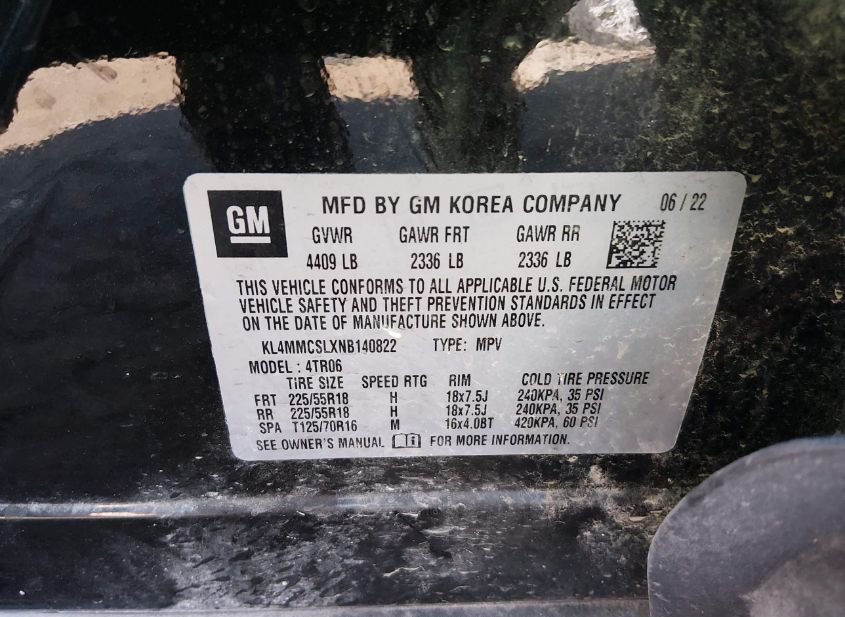 GM MFD BY GM KOREA COMPANY 06 / 22
GVWR GAWR FRT GAWR RR
4409 LB 2336 LB 2336 LB
THIS VEHICLE CONFORMS TO ALL APPLICABLE U.S. FEDERAL MOTOR
VEHICLE SAFETY AND THEFT PREVENTION STANDARDS IN EFFECT
ON THE DATE OF MANUFACTURE SHOWN ABOVE.
KL4MMCSLXNB140822 TYPE: MPV
MODEL : 4TR06
TIRE SIZE SPEED RTG RIM COLD TIRE PRESSURE
FRT 225/55R18 H 18x7.5J 240KPA, 35 PSI
RR 225/55R18 H 18x7.5J 240KPA, 35 PSI
SPA T125/70R16 M 16x4.0BT 420KPA, 60 PSI
SEE OWNER'S MANUAL FOR MORE INFORMATION.